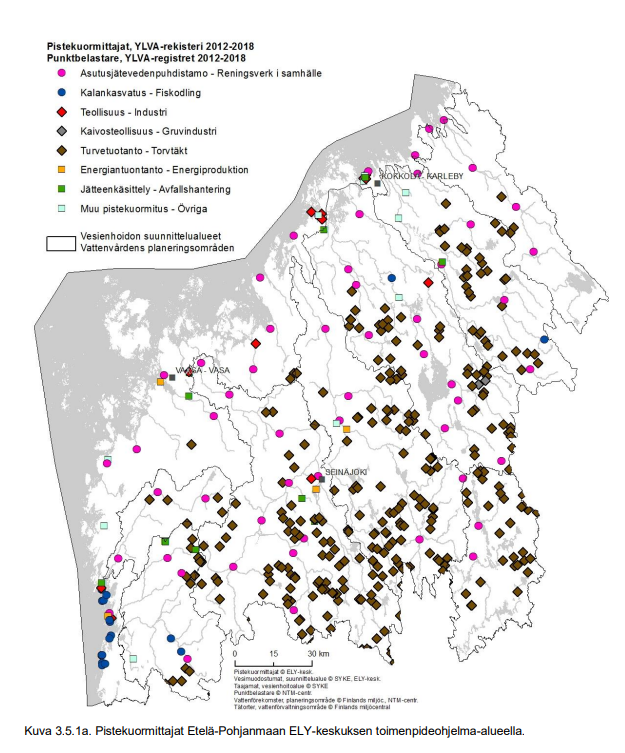 Pistekuormittajat, YLVA-rekisteri 2012-2018
Punktbelastare, YLVA-registret 2012-2018
Asutusjätevedenpuhdistamo - Reningsverk i samhälle
Kalankasvatus - Fiskodling
Teollisuus - Industri
Kaivosteollisuus - Gruvindustri
Turvetuotanto - Torvtäkt
Energiantuontanto - Energiproduktion
Jätteenkäsittely - Avfallshantering
Muu pistekuormitus - Övriga
Vesienhoidon suunnittelualueet
Vattenvårdens planeringsområden
KOKKOLA - KARLEBY
VAASA - VASA
SEINÄJOKI
0 15 30 km
Pistekuormittajat © ELY-kesk.
Vesimuodostumat, suunnittelualue © SYKE, ELY-kesk.
Taajamat, vesienhoitoalue © SYKE
Punktbelastare © NTM-centr.
Vattenförekomster, planeringsområde © Finlands miljöc., NTM-centr.
Tätorter, vattenförvaltningsområde © Finlands miljöcentral
Kuva 3.5.1a. Pistekuormittajat Etelä-Pohjanmaan ELY-keskuksen toimenpideohjelma-alueella.